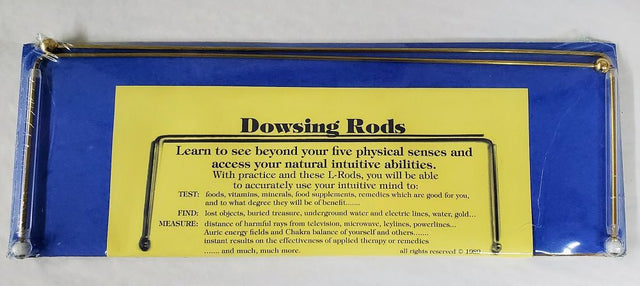 Dowsing Rods
Learn to see beyond your five physical senses and
access your natural intuitive abilities.
With practice and these L-Rods, you will be able
to accurately use your intuitive mind to:
TEST: foods, vitamins, minerals, food supplements, remedies which are good for you,
and to what degree they will be of benefit.......
FIND: lost objects, buried treasure, underground water and electric lines, water, gold...
MEASURE: distance of harmful rays from television, microwave, leylines, powerlines...
Auric energy fields and Chakra balance of yourself and others.......
instant results on the effectiveness of applied therapy or remedies
....... and much, much more. all rights reserved © 1989